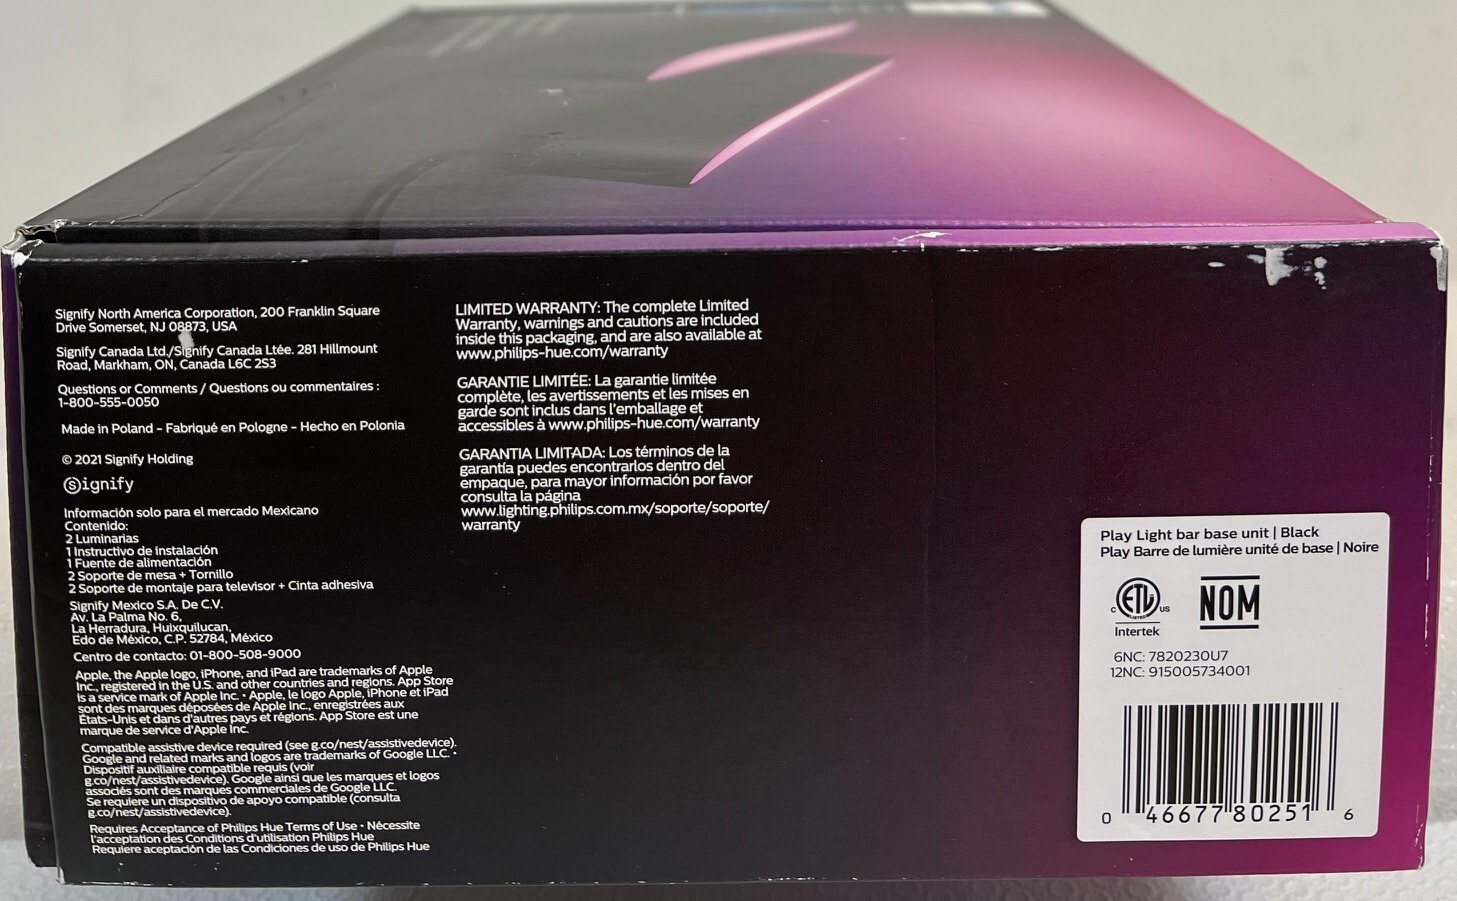 Signify North America Corporation, 200 Franklin Square
Drive Somerset, NJ 08873, USA
Signify Canada Ltd./Signify Canada Ltée. 281 Hillmount
Road, Markham, ON, Canada L6C 2S3
Questions or Comments / Questions ou commentaires :
1-800-555-0050
Made in Poland - Fabriqué en Pologne - Hecho en Polonia
© 2021 Signify Holding
Signify
Información solo para el mercado Mexicano
Contenido:
2 Luminarias
1 Instructivo de instalación
1 Fuente de alimentación
2 Soporte de mesa + Tornillo
2 Soporte de montaje para televisor + Cinta adhesiva
Signify Mexico S.A. De C.V.
Av. La Palma No. 6,
La Herradura, Huixquilucan,
Edo de México, C.P. 52784, México
Centro de contacto: 01-800-508-9000
Apple, the Apple logo, iPhone, and iPad are trademarks of Apple
Inc., registered in the U.S. and other countries and regions. App Store
is a service mark of Apple Inc. • Apple, le logo Apple, iPhone et iPad
sont des marques déposées de Apple Inc., enregistrées aux
États-Unis et dans d'autres pays et régions. App Store est une
marque de service d'Apple Inc.
Compatible assistive device required (see g.co/nest/assistivedevice).
Google and related marks and logos are trademarks of Google LLC. •
Dispositif auxiliaire compatible requis (voir
g.co/nest/assistivedevice). Google ainsi que les marques et logos
associés sont des marques commerciales de Google LLC.
Se requiere un dispositivo de apoyo compatible (consulta
g.co/nest/assistivedevice).
Requires Acceptance of Philips Hue Terms of Use • Nécessite
l'acceptation des Conditions d'utilisation Philips Hue
Requiere aceptación de las Condiciones de uso de Philips Hue
LIMITED WARRANTY: The complete Limited
Warranty, warnings and cautions are included
inside this packaging, and are also available at
www.philips-hue.com/warranty
GARANTIE LIMITÉE: La garantie limitée
complète, les avertissements et les mises en
garde sont inclus dans l'emballage et
accessibles à www.philips-hue.com/warranty
GARANTIA LIMITADA: Los términos de la
garantía puedes encontrarlos dentro del
empaque, para mayor información por favor
consulta la página
www.lighting.philips.com.mx/soporte/soporte/
warranty
Play Light bar base unit | Black
Play Barre de lumière unité de base | Noire
C ETL LISTED US
Intertek
NOM
6NC: 7820230U7
12NC: 915005734001
0 46677 80251 6